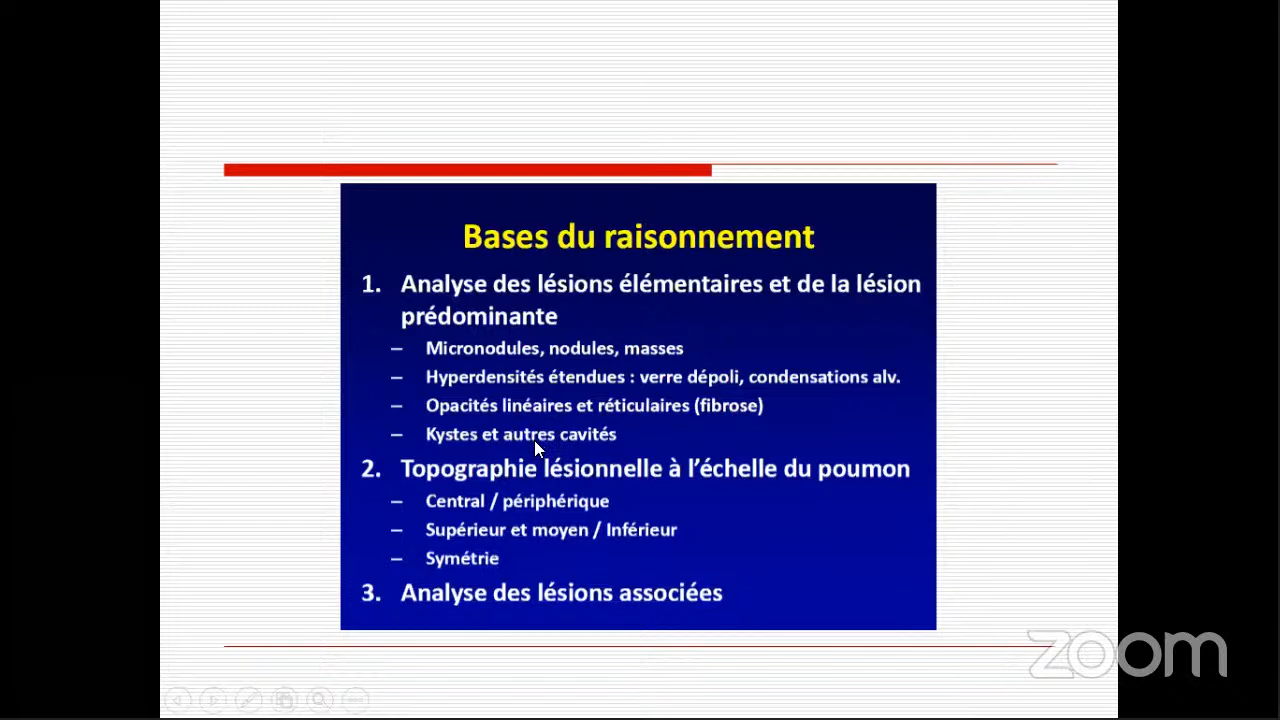 Bases du raisonnement
1. Analyse des lésions élémentaires et de la lésion
prédominante
– Micronodules, nodules, masses
– Hyperdensités étendues : verre dépoli, condensations alv.
– Opacités linéaires et réticulaires (fibrose)
– Kystes et autres cavités
2. Topographie lésionnelle à l’échelle du poumon
– Central / périphérique
– Supérieur et moyen / Inférieur
– Symétrie
3. Analyse des lésions associées
zoom